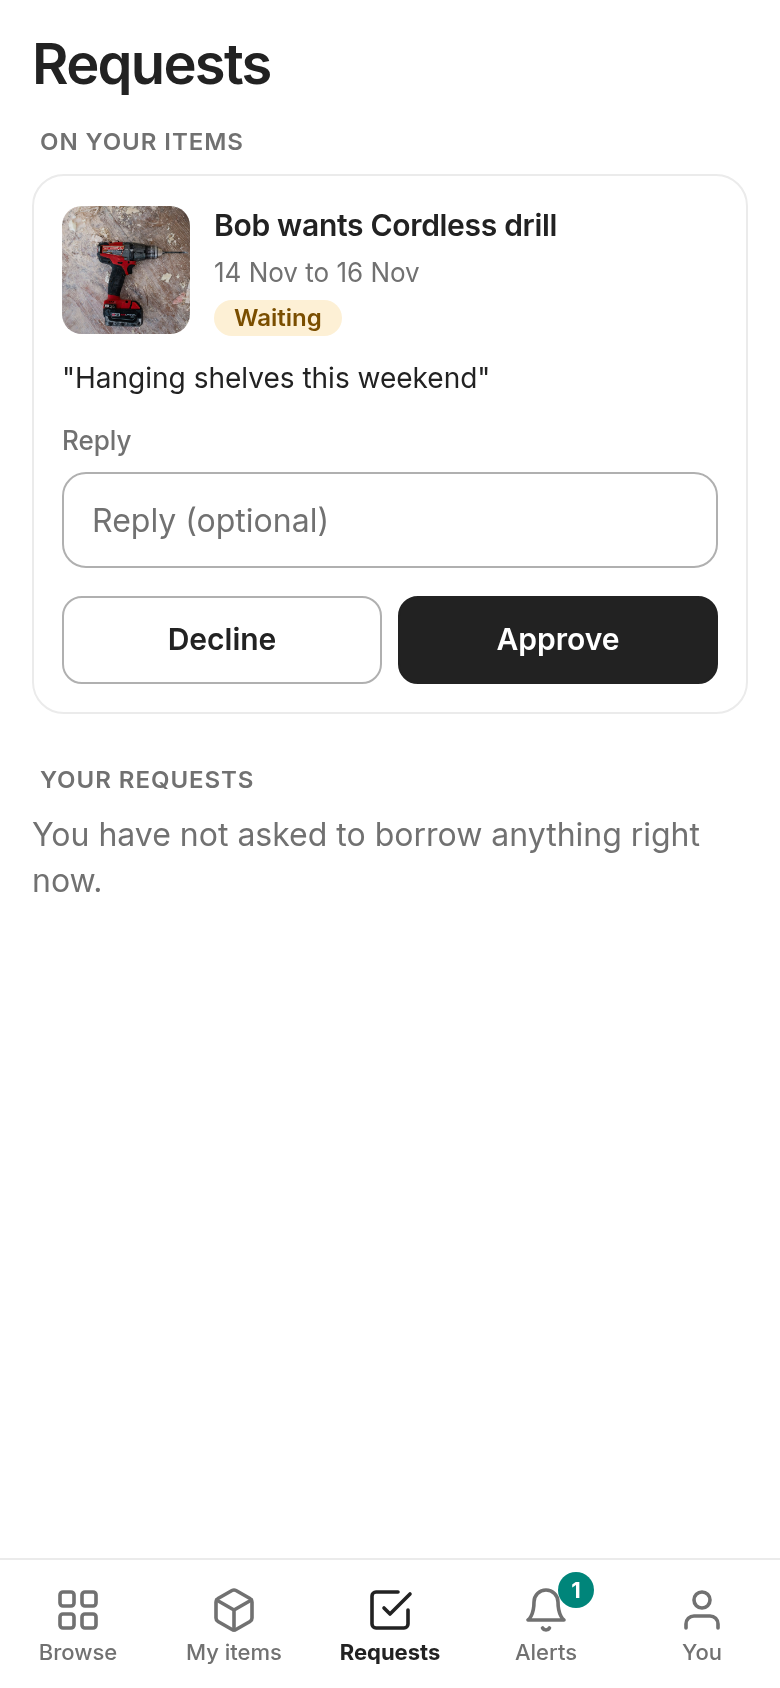 Requests
ON YOUR ITEMS
Bob wants Cordless drill
14 Nov to 16 Nov
Waiting
"Hanging shelves this weekend"
Reply
Reply (optional)
Decline
Approve
YOUR REQUESTS
You have not asked to borrow anything right
now.
1
Browse
My items
Requests
Alerts
You